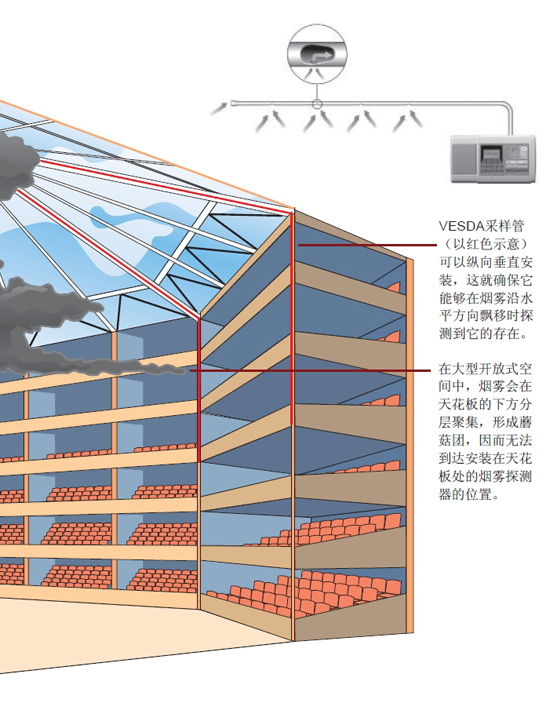 VESDA采样管
（以红色示意）
可以纵向垂直安
装，这就确保它
能够在烟雾沿水
平方向飘移时探
测到它的存在。
在大型开放式空
间中，烟雾会在
天花板的下方分
层聚集，形成蘑
菇团，因而无法
到达安装在天花
板处的烟雾探测
器的位置。